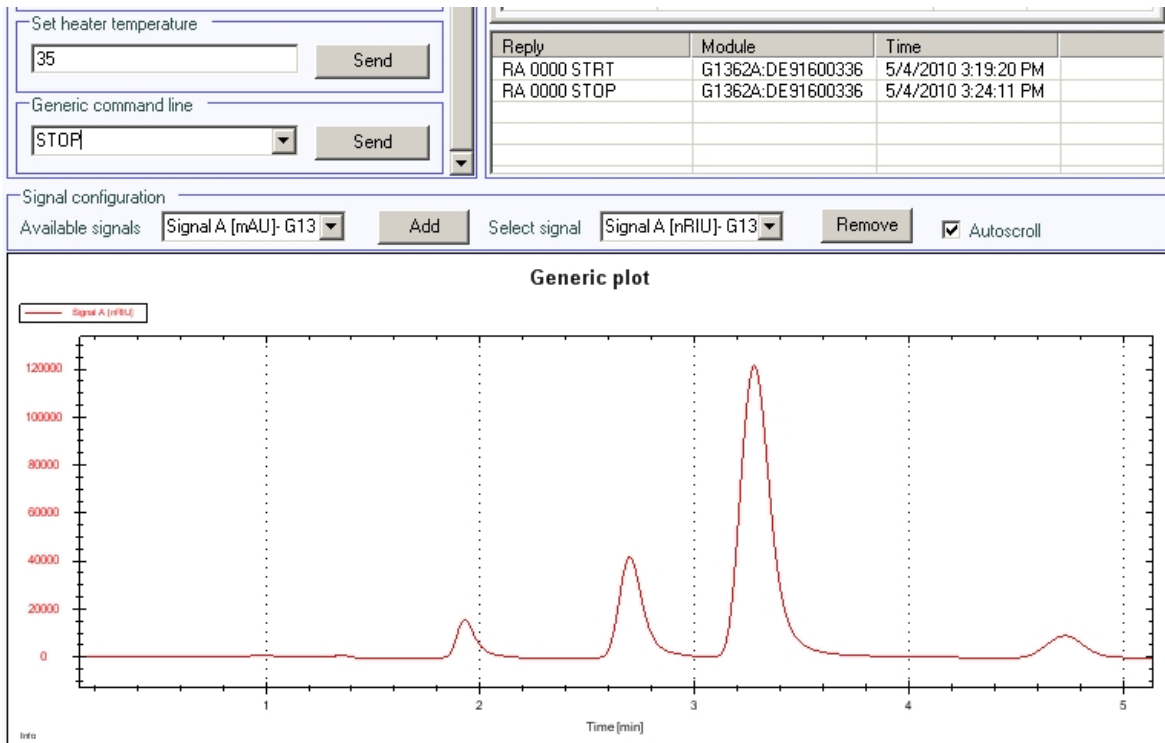 Set heater temperature
35
Send
Generic command line
STOP
Send
Reply Module Time
RA 0000 STRT G1362A:DE91600336 5/4/2010 3:19:20 PM
RA 0000 STOP G1362A:DE91600336 5/4/2010 3:24:11 PM
Signal configuration
Available signals Signal A [mAU]- G13 Add Select signal Signal A [nRIU]- G13 Remove Autoscroll
Generic plot
Signal A [nRIU]
120000
100000
80000
60000
40000
20000
0
1 2 3 4 5
Time [min]
Info